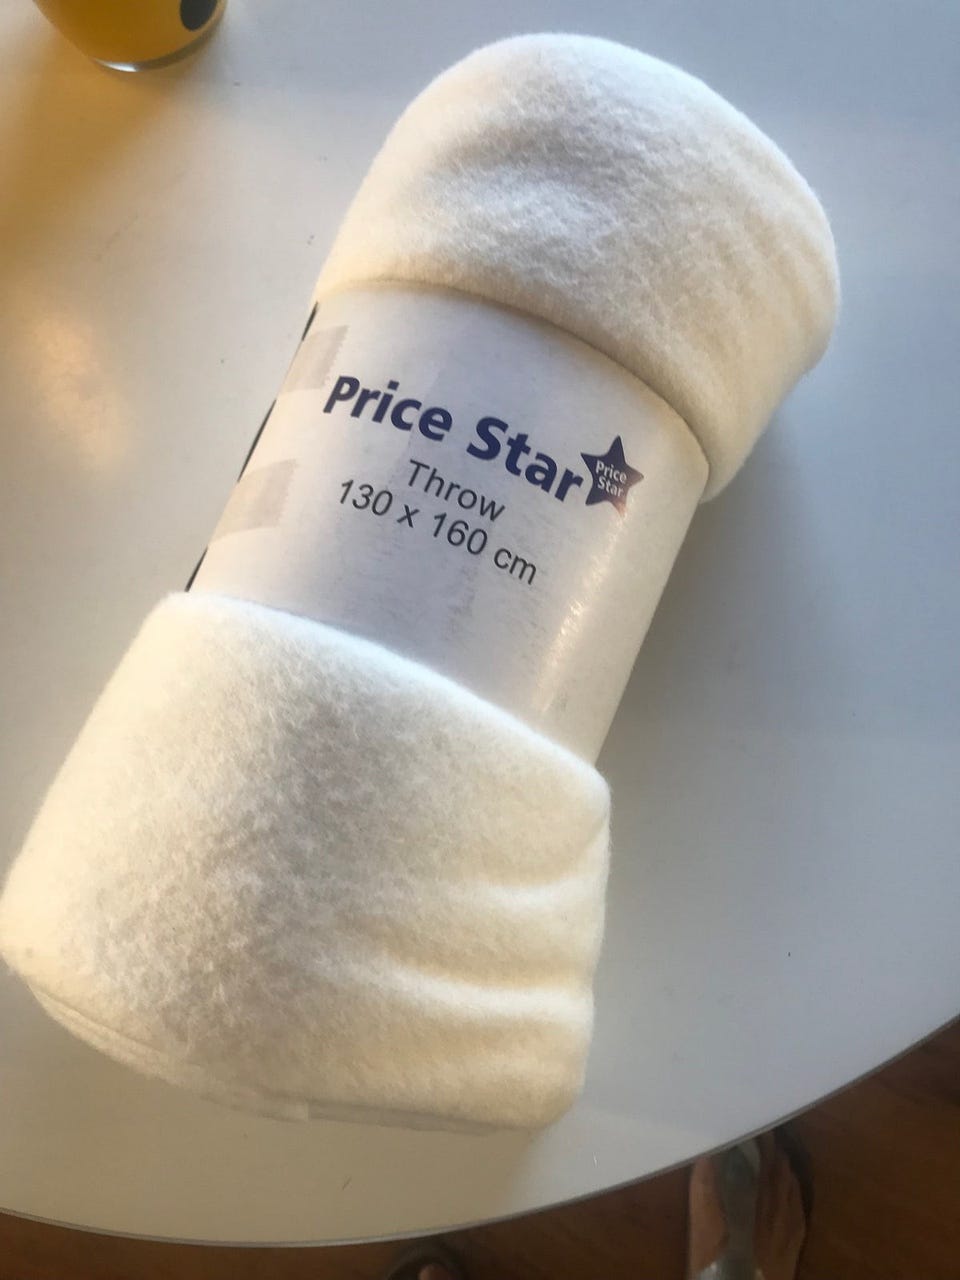 Price Star
Price
Star
Throw
130 x 160 cm